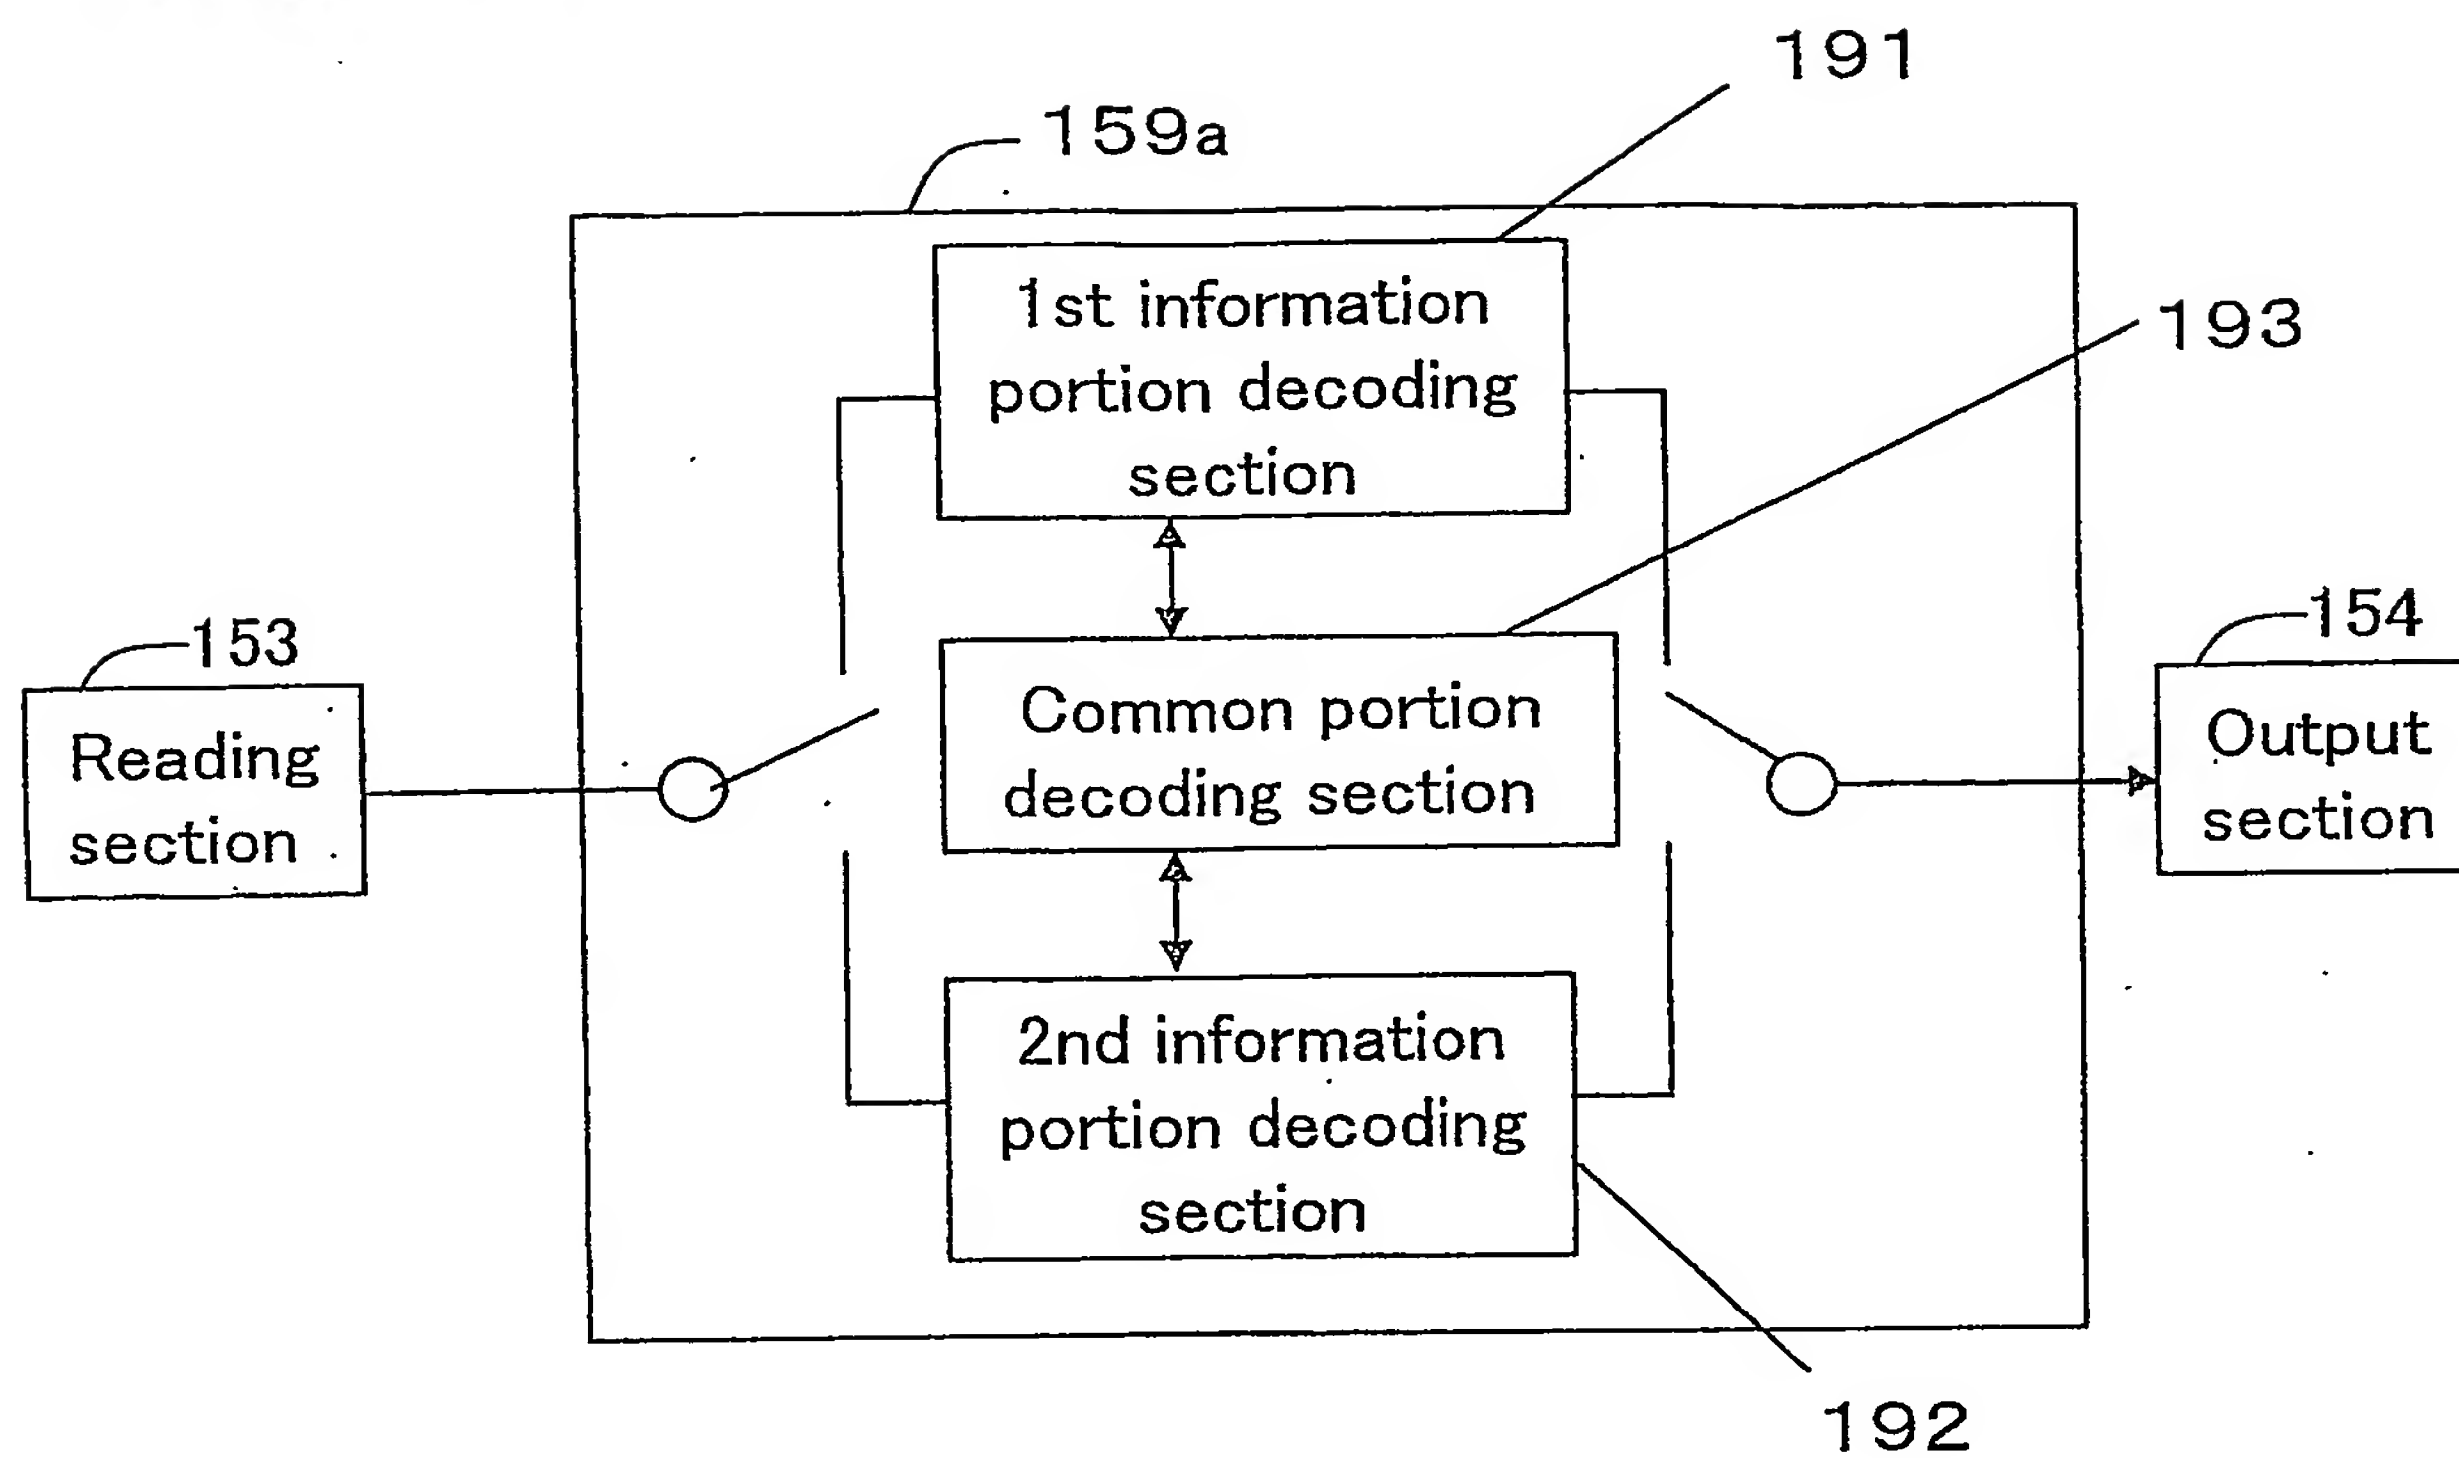 191
159a
1st information
portion decoding
section
193
153
Reading
section
Common portion
decoding section
154
Output
section
2nd information
portion decoding
section
192